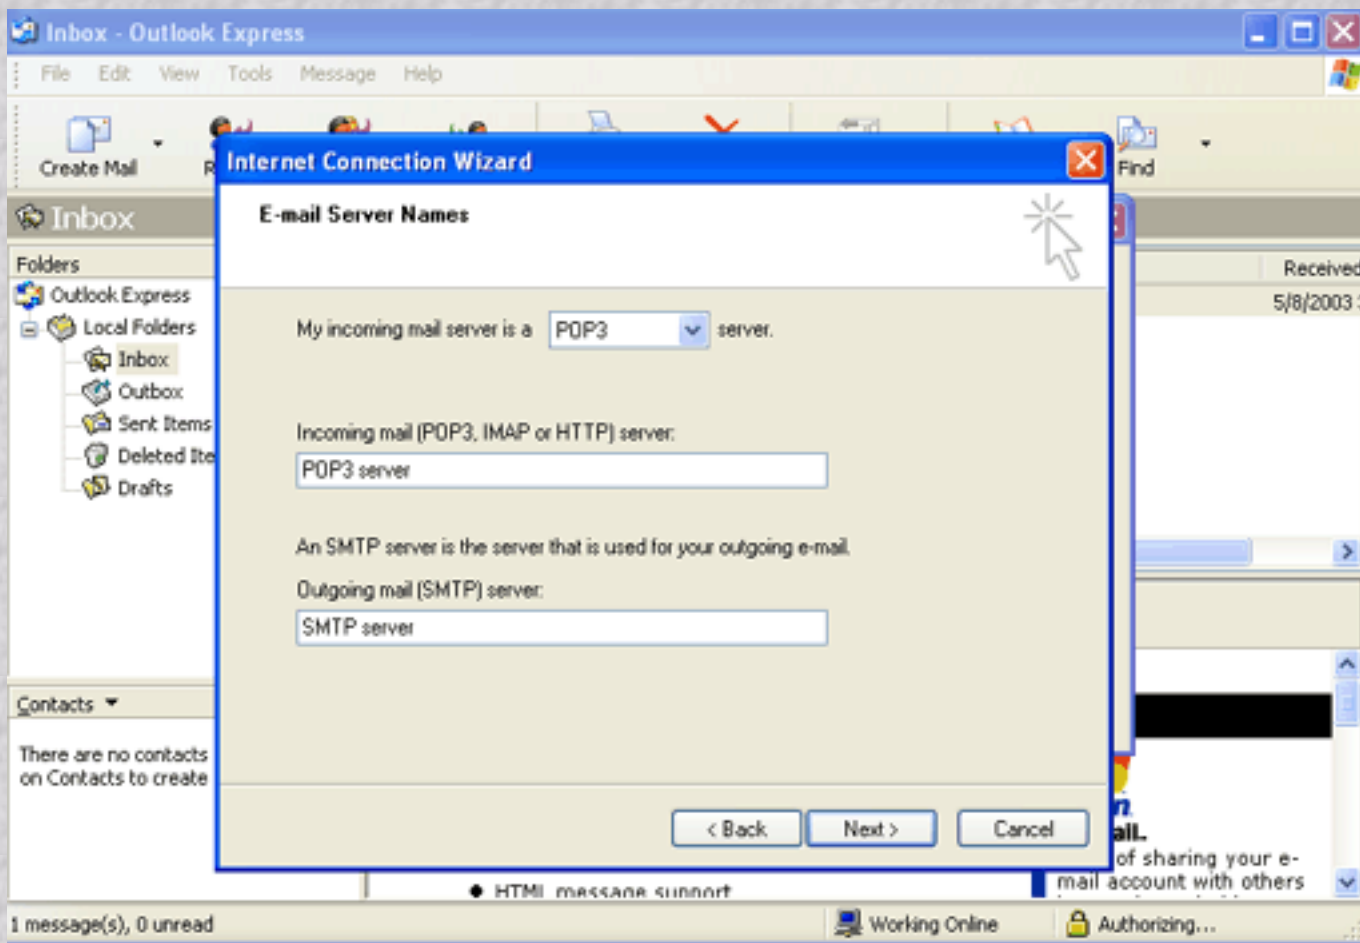 Inbox - Outlook Express
File Edit View Tools Message Help
Create Mail
R
Find
Internet Connection Wizard
E-mail Server Names
Inbox
Folders
Received
Outlook Express
5/8/2003
Local Folders
Inbox
Outbox
Sent Items
Deleted Ite
Drafts
My incoming mail server is a POP3 server.
Incoming mail (POP3, IMAP or HTTP) server:
POP3 server
An SMTP server is the server that is used for your outgoing e-mail.
Outgoing mail (SMTP) server:
SMTP server
Contacts
There are no contacts
on Contacts to create
< Back Next > Cancel
ail.
of sharing your e-
mail account with others
HTML message support
1 message(s), 0 unread
Working Online
Authorizing...